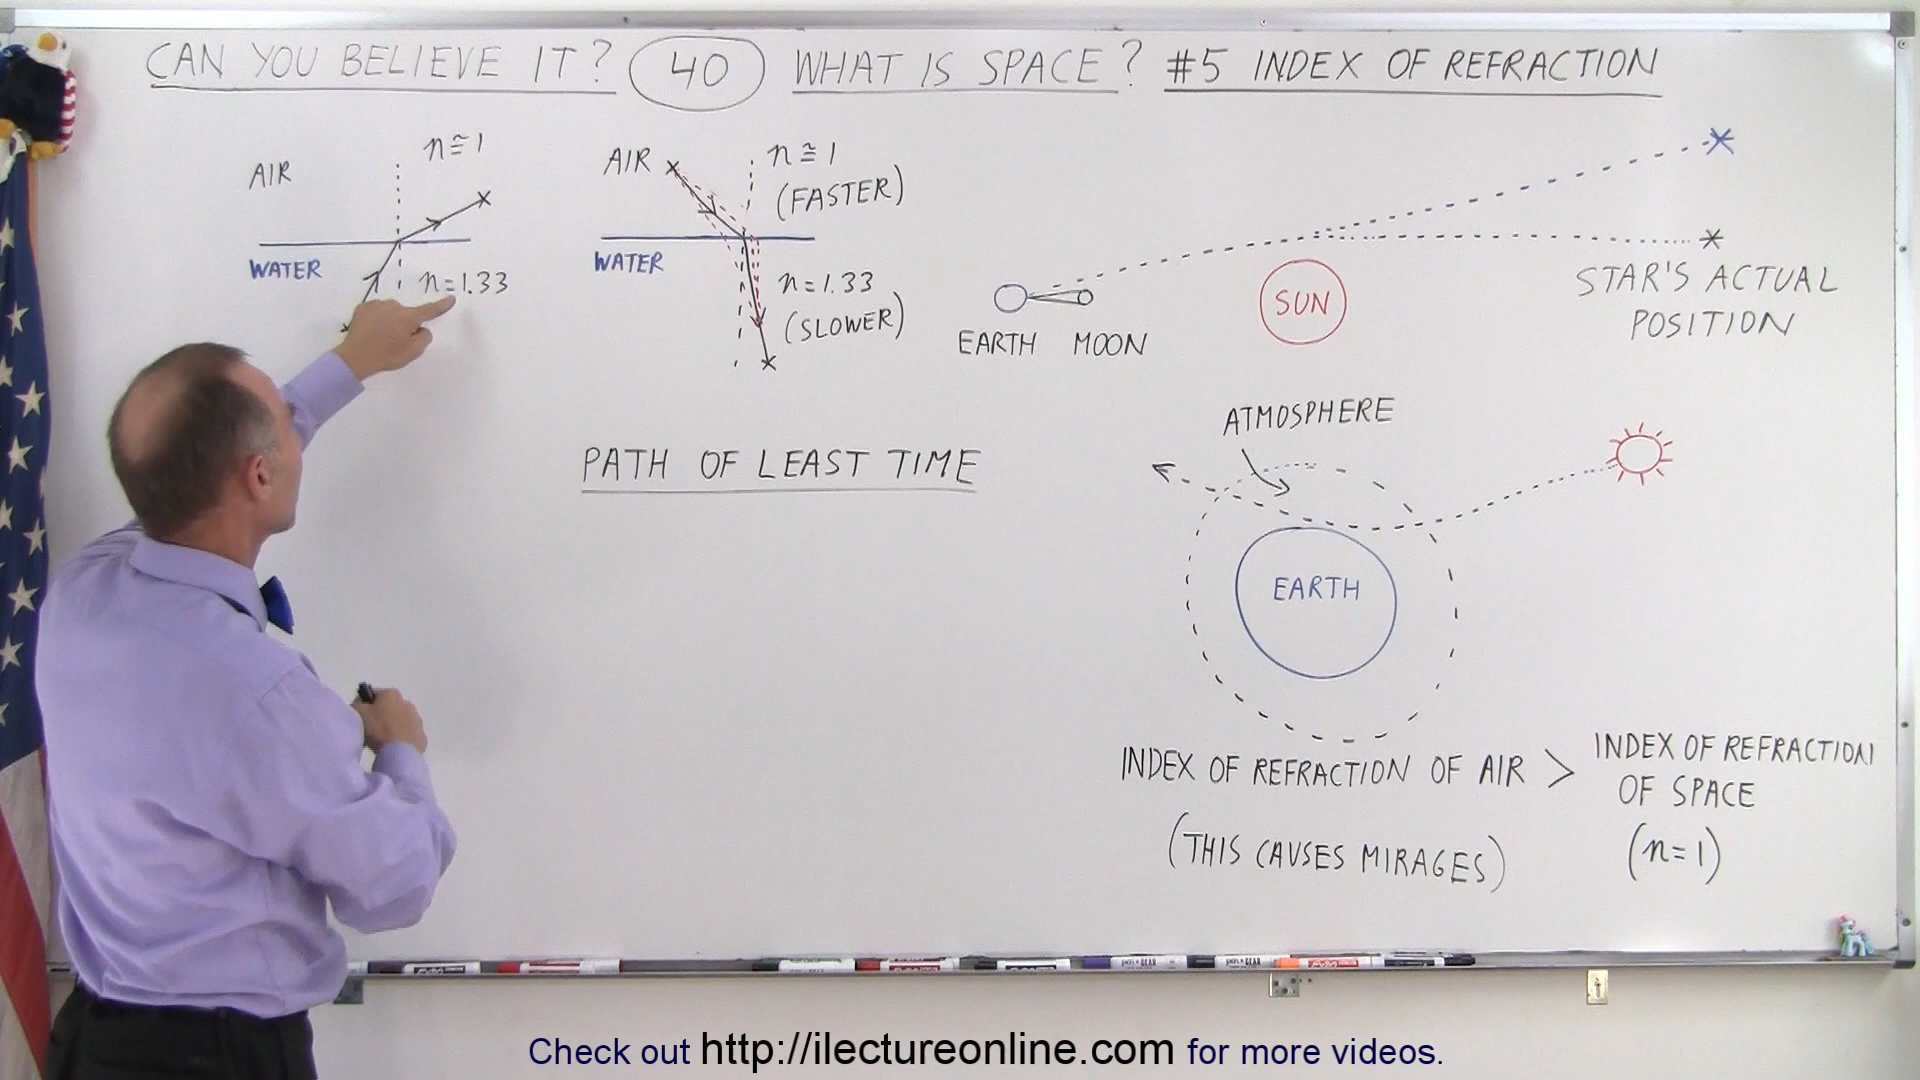 CAN YOU BELIEVE IT? 40 WHAT IS SPACE? #5 INDEX OF REFRACTION
AIR
n≅1
WATER
n=1.33
AIR
n≅1
(FASTER)
WATER
n=1.33
(SLOWER)
PATH OF LEAST TIME
EARTH
MOON
SUN
STAR'S ACTUAL
POSITION
ATMOSPHERE
EARTH
INDEX OF REFRACTION OF AIR > INDEX OF REFRACTION
OF SPACE
(THIS CAUSES MIRAGES)
(n=1)
Check out http://ilectureonline.com for more videos.